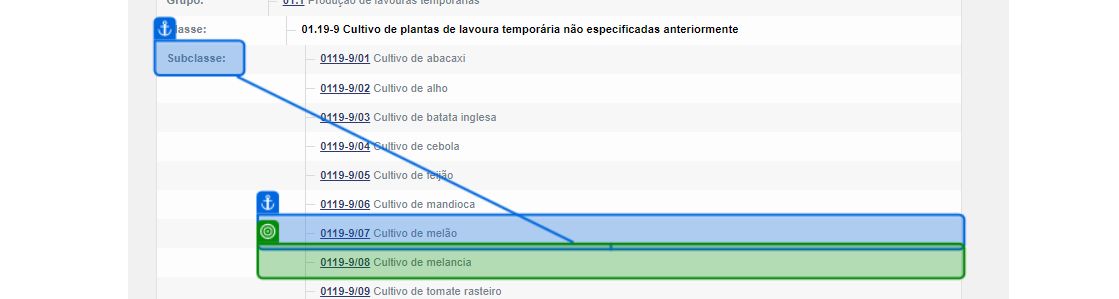 Grupo: 01.1 Produção de lavouras temporárias
lasse: 01.19-9 Cultivo de plantas de lavoura temporária não especificadas anteriormente
Subclasse: 0119-9/01 Cultivo de abacaxi
0119-9/02 Cultivo de alho
0119-9/03 Cultivo de batata inglesa
0119-9/04 Cultivo de cebola
0119-9/05 Cultivo de feijão
0119-9/06 Cultivo de mandioca
0119-9/07 Cultivo de melão
0119-9/08 Cultivo de melancia
0119-9/09 Cultivo de tomate rasteiro